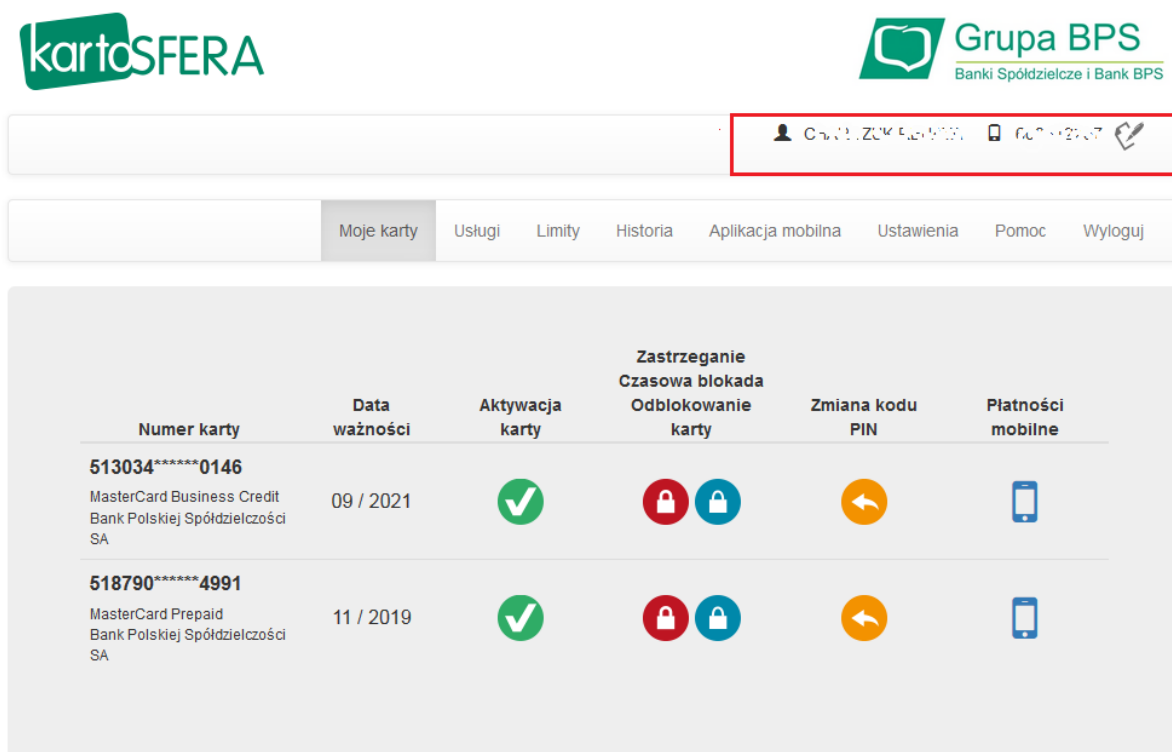 kartoSFERA
Grupa BPS
Banki Spółdzielcze i Bank BPS
Moje karty Usługi Limity Historia Aplikacja mobilna Ustawienia Pomoc Wyloguj
Zastrzeganie
Czasowa blokada
Data Aktywacja Odblokowanie Zmiana kodu Płatności
Numer karty ważności karty karty PIN mobilne
513034******0146
MasterCard Business Credit
Bank Polskiej Spółdzielczości
SA
09 / 2021
518790******4991
MasterCard Prepaid
Bank Polskiej Spółdzielczości
SA
11 / 2019